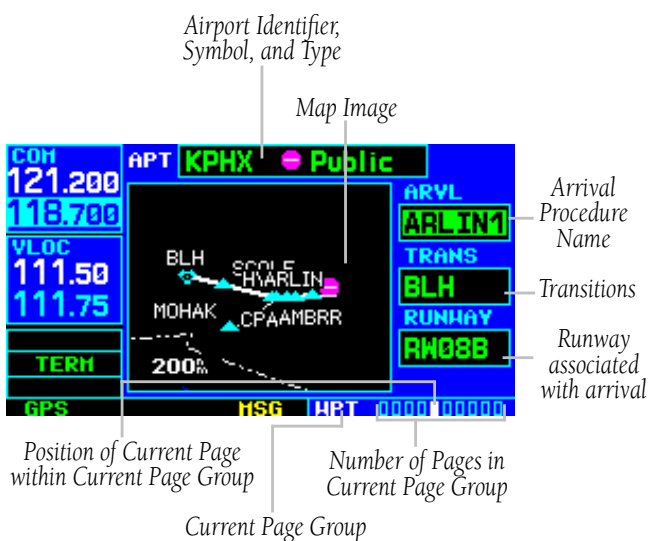 Airport Identifier,
Symbol, and Type
Map Image
COM
121.200
118.700
VLOC
111.50
111.75
TERM
GPS
APT KPHX Public
BLH
ARLIN
MOHAK
200
ARVL
ARLIN1
TRANS
BLH
RUNWAY
RW08B
MSG
WPT
Arrival
Procedure
Name
Transitions
Runway
associated
with arrival
Position of Current Page
within Current Page Group
Number of Pages in
Current Page Group
Current Page Group